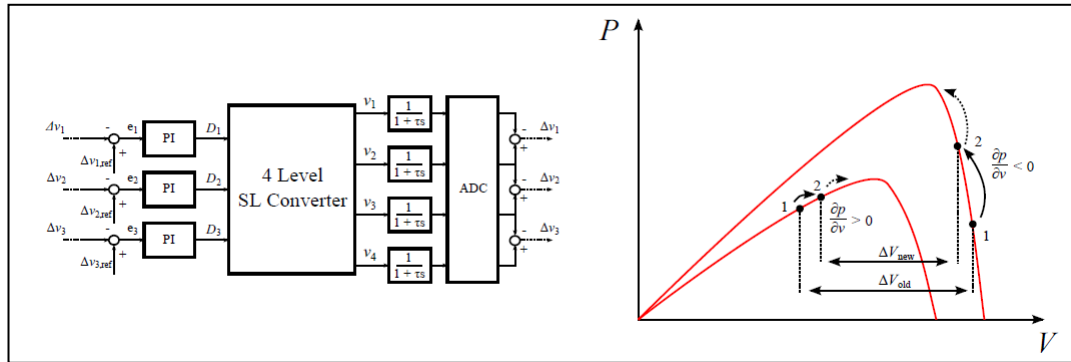 Δv1
Δv1,ref
- e1
+
PI
D1
Δv2
Δv2,ref
- e2
+
PI
D2
Δv3
Δv3,ref
- e3
+
PI
D3
4 Level
SL Converter
v1
1
1 + τs
v2
1
1 + τs
v3
1
1 + τs
v4
1
1 + τs
ADC
- Δv1
+
- Δv2
+
- Δv3
+
P
2
∂p/∂v < 0
1
1
2
∂p/∂v > 0
ΔVnew
ΔVold
V